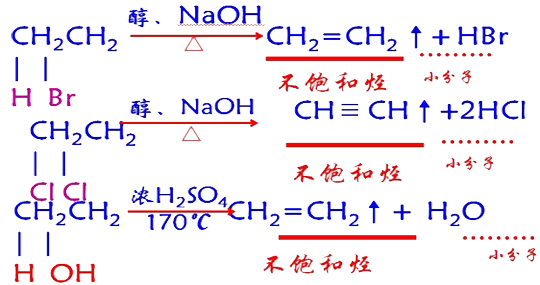 醇、NaOH
CH₂CH₂ △ CH₂=CH₂↑ + HBr
| | 不饱和烃 小分子
H Br
醇、NaOH
CH₂CH₂ △ CH≡CH↑ +2HCl
| | 不饱和烃 小分子
Cl Cl
浓H₂SO₄
CH₂CH₂ 170℃ CH₂=CH₂↑ + H₂O
| | 不饱和烃 小分子
H OH